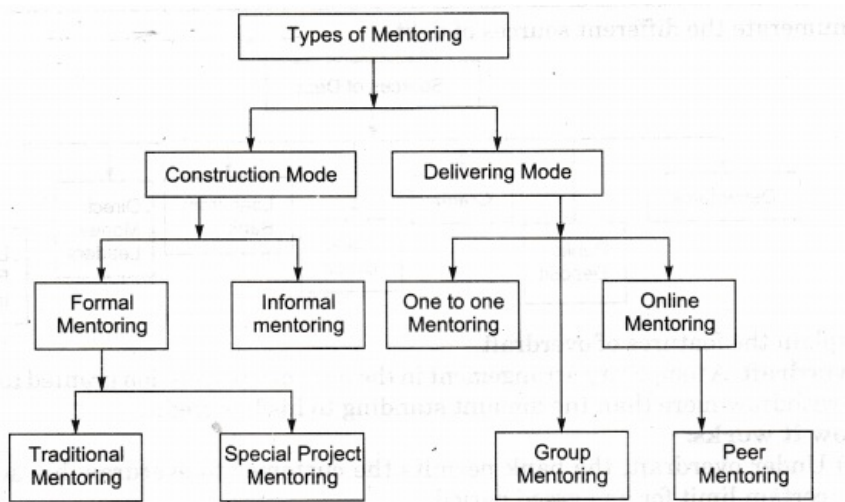 Types of Mentoring
Construction Mode
Delivering Mode
Formal
Mentoring
Informal
mentoring
One to one
Mentoring
Online
Mentoring
Traditional
Mentoring
Special Project
Mentoring
Group
Mentoring
Peer
Mentoring